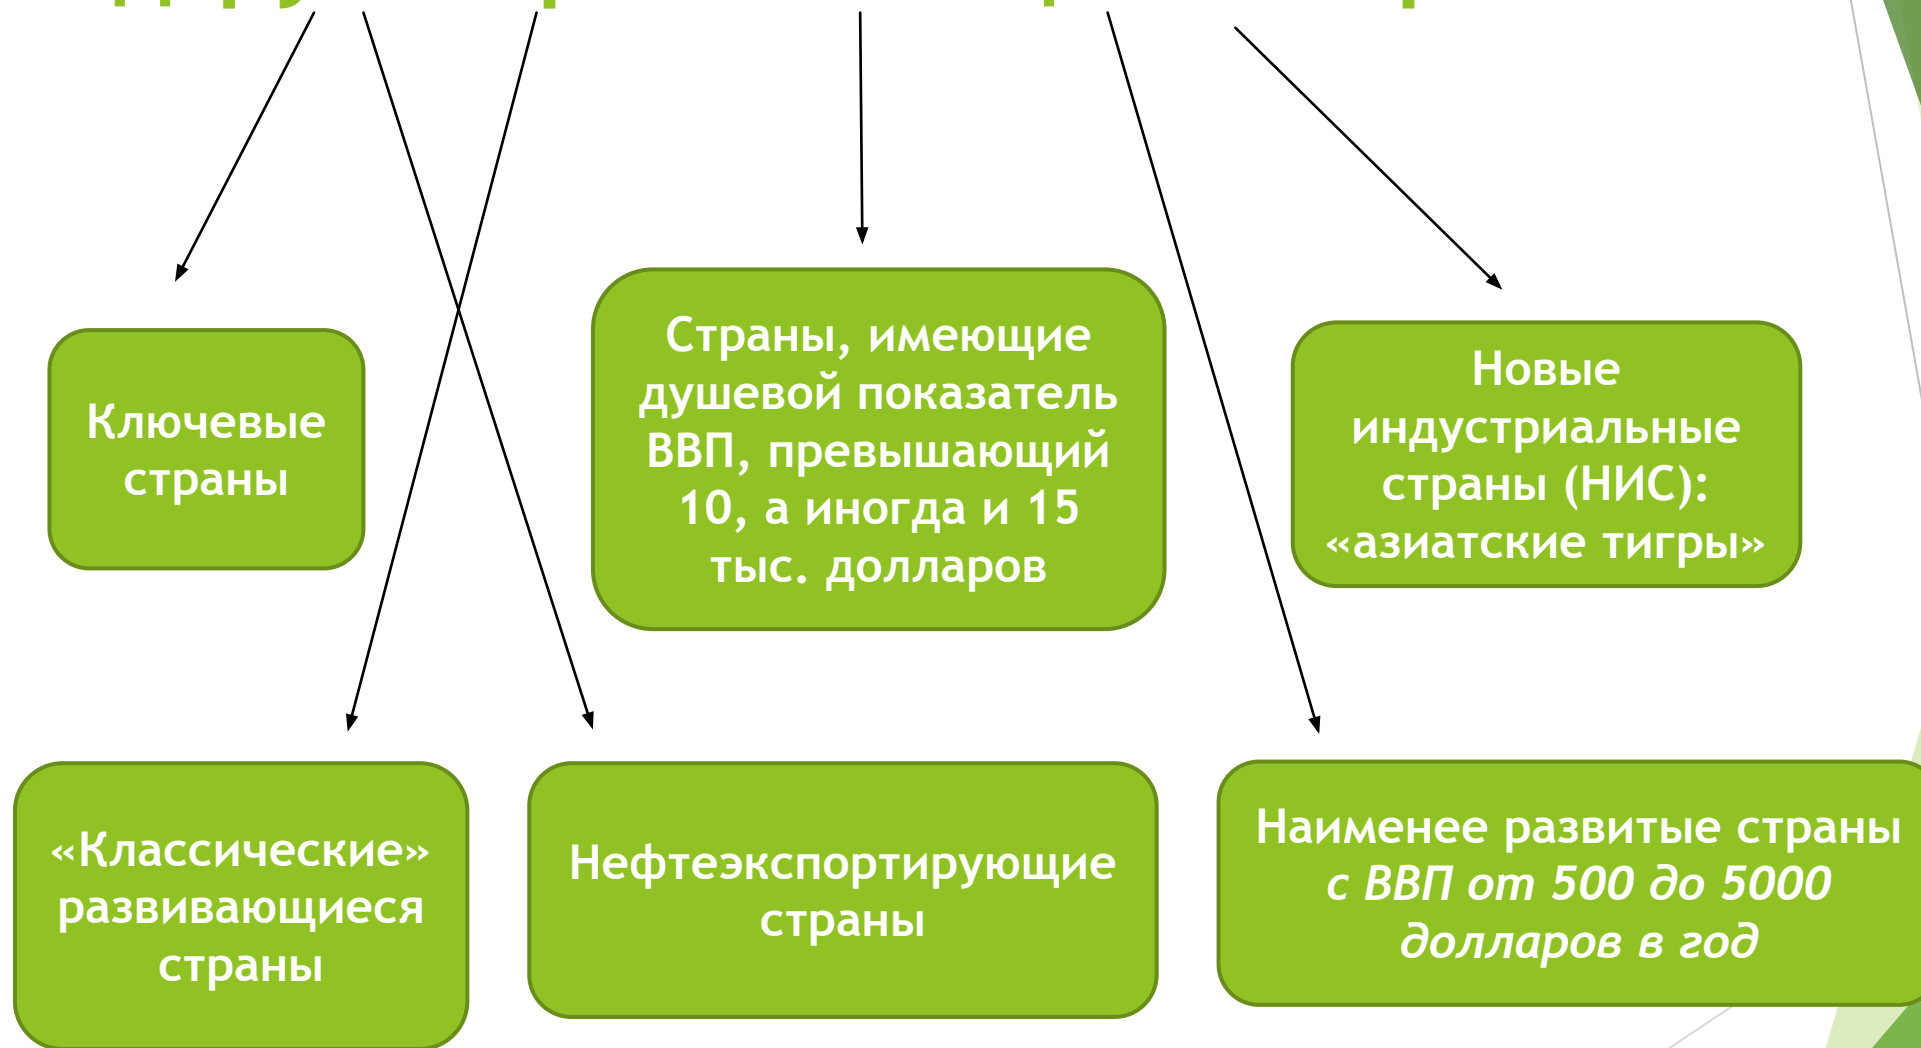 Ключевые
страны
Страны, имеющие
душевой показатель
ВВП, превышающий
10, а иногда и 15
тыс. долларов
Новые
индустриальные
страны (НИС):
«азиатские тигры»
«Классические»
развивающиеся
страны
Нефтеэкспортирующие
страны
Наименее развитые страны
с ВВП от 500 до 5000
долларов в год